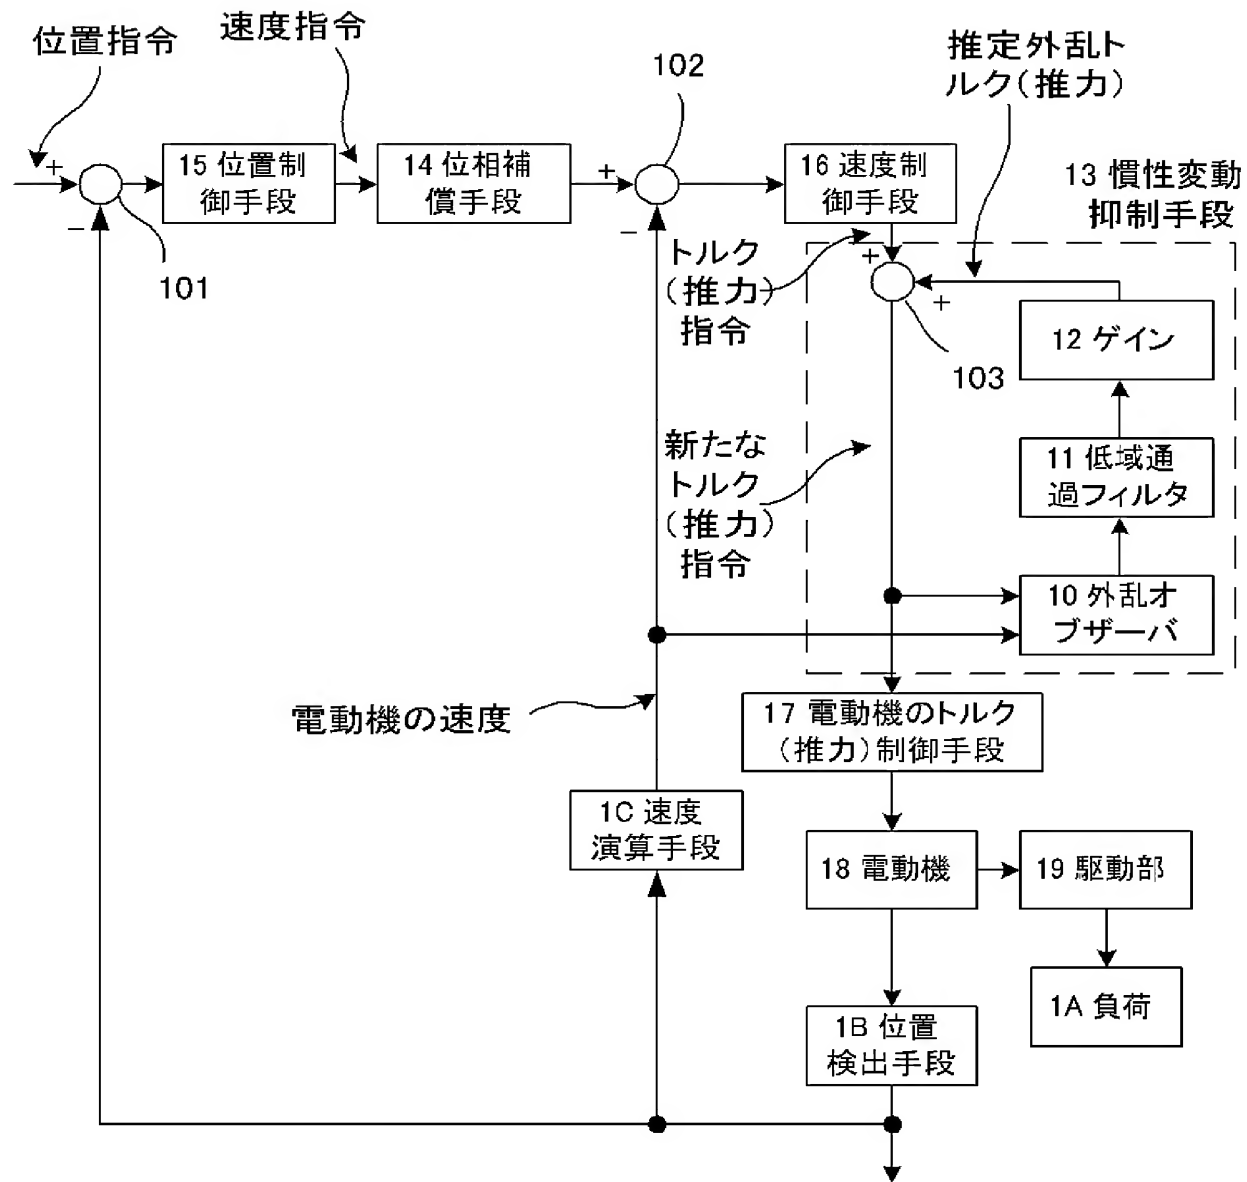 位置指令
速度指令
102
推定外乱ト
ルク(推力)
+
15 位置制
御手段
14 位相補
償手段
+
16 速度制
御手段
13 慣性変動
抑制手段
−
101
−
トルク
(推力)
指令
+
+
103
12 ゲイン
新たな
トルク
(推力)
指令
11 低域通
過フィルタ
10 外乱オ
ブザーバ
電動機の速度
17 電動機のトルク
(推力)制御手段
1C 速度
演算手段
18 電動機
19 駆動部
1B 位置
検出手段
1A 負荷